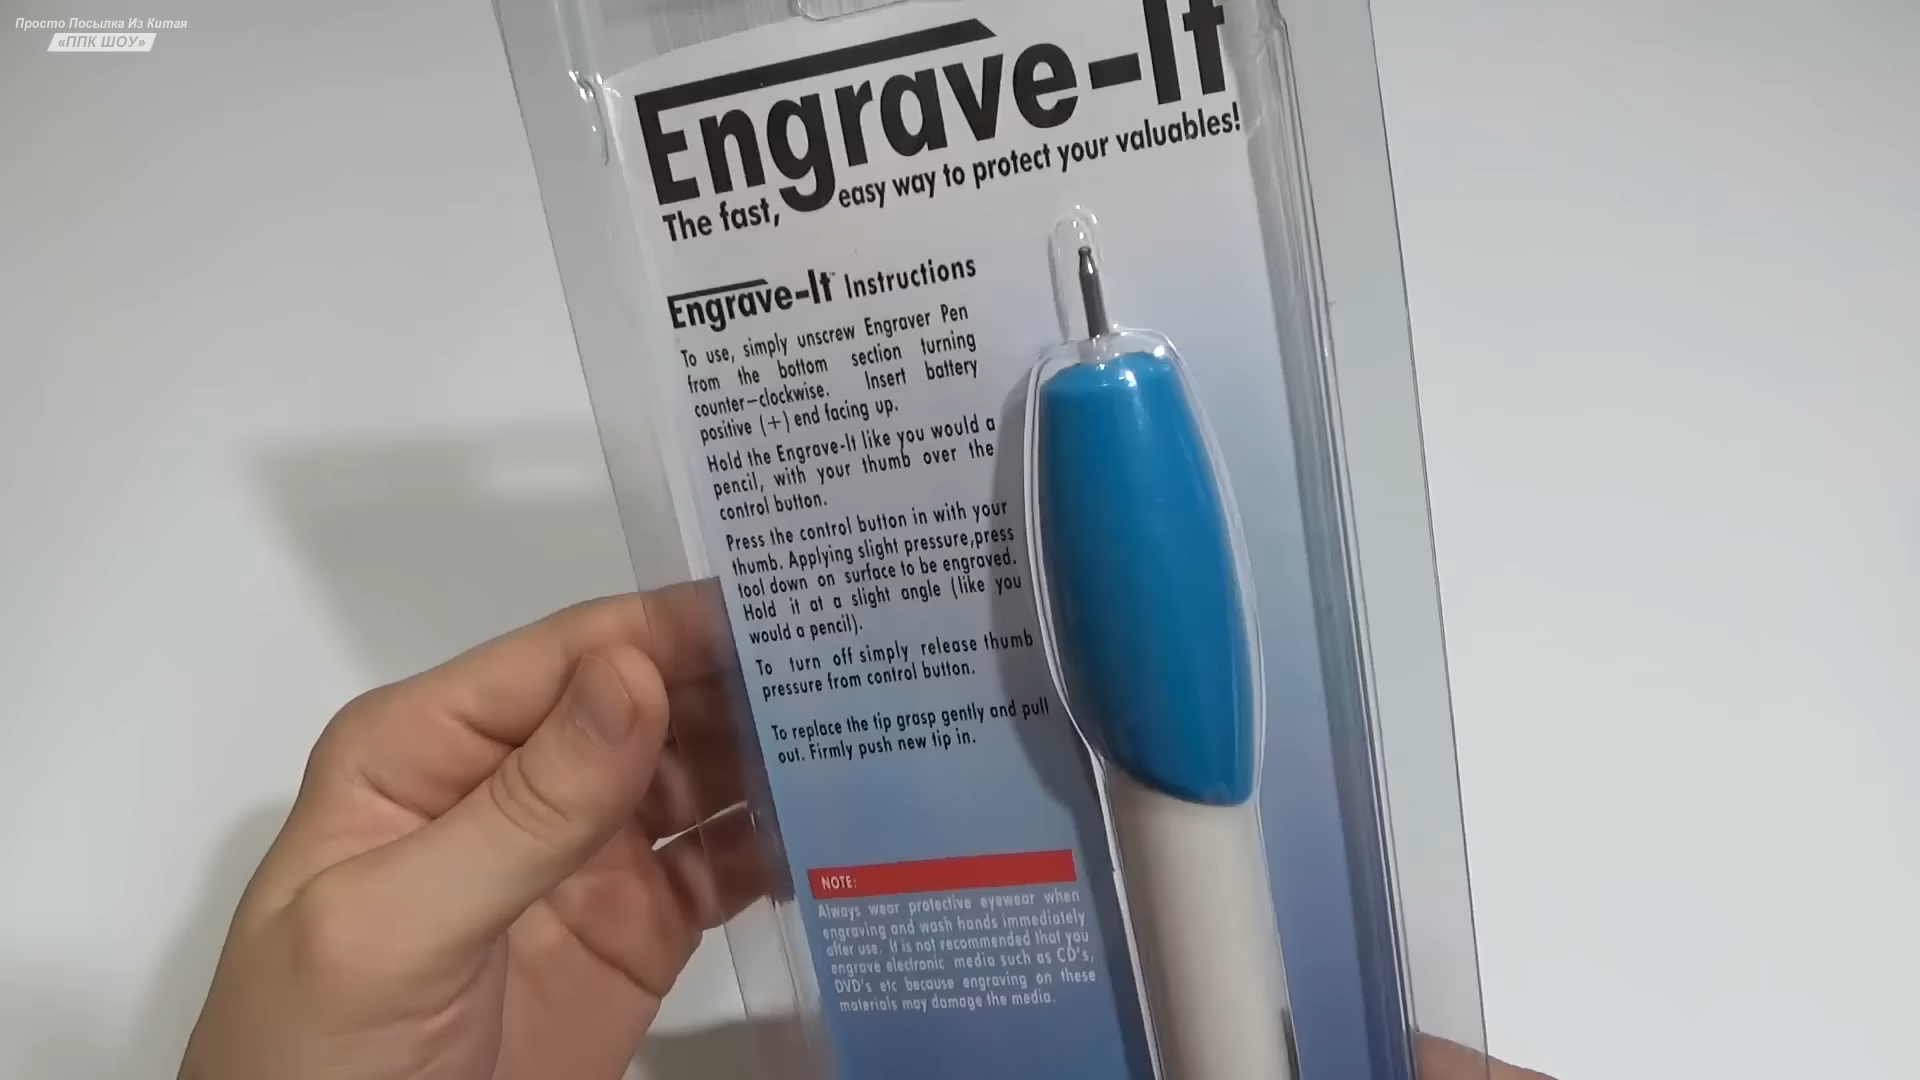 Просто Посылка Из Китая
«ППК ШОУ»
Engrave-It
The fast, easy way to protect your valuables!
Engrave-It™ Instructions
To use, simply unscrew Engraver Pen
from the bottom section turning
counter-clockwise. Insert battery
positive (+) end facing up.
Hold the Engrave-It like you would a
pencil, with your thumb over the
control button.
Press the control button in with your
thumb. Applying slight pressure,press
tool down on surface to be engraved.
Hold it at a slight angle (like you
would a pencil).
To turn off simply release thumb
pressure from control button.
To replace the tip grasp gently and pull
out. Firmly push new tip in.
NOTE:
Always wear protective eyewear when
engraving and wash hands immediately
after use. It is not recommended that you
engrave electronic media such as CD's,
DVD's etc because engraving on these
materials may damage the media.